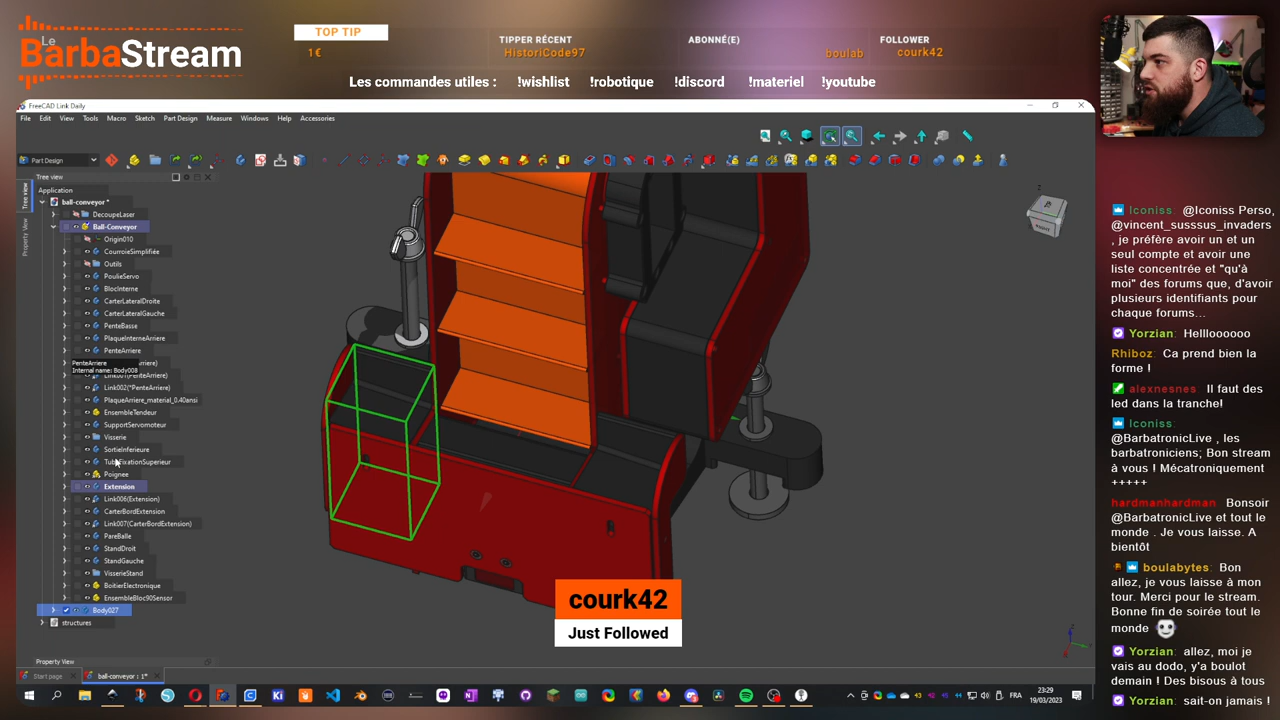 Le
BarbaStream
TOP TIP
1 €
TIPPER RÉCENT
HistoriCode97
ABONNÉ(E)
boulab
FOLLOWER
courk42
Les commandes utiles : !wishlist !robotique !discord !materiel !youtube
FreeCAD Link Daily
File Edit View Tools Macro Sketch Part Design Measure Windows Help Accessories
Part Design
Tree view
Tree view
Property View
Application
ball-conveyor *
DecoupeLaser
Ball-Conveyor
Origin010
CourroieSimplifiée
Outils
PoulieServo
BlocInterne
CarterLateralDroite
CarterLateralGauche
PenteBasse
PlaqueInterneArriere
PenteArriere
PenteArriere
Internal name: Body008
Link002(*PenteArriere)
PlaqueArriere_material_0.40ansi
EnsembleTendeur
SupportServomoteur
Visserie
SortieInferieure
Poignee
Extension
Link006(Extension)
CarterBordExtension
Link007(CarterBordExtension)
PareBalle
StandDroit
StandGauche
VisserieStand
BoitierElectronique
EnsembleBloc90Sensor
Body027
structures
Property View
Start page
ball-conveyor : 1*
courk42
Just Followed
Iconiss: @Iconiss Perso,
@vincent_susssus_invaders
, je préfère avoir un et un
seul compte et avoir une
liste concentrée et "qu'à
moi" des forums que, d'avoir
plusieurs identifiants pour
chaque forums...
Yorzian: Helllooooo
Rhiboz: Ca prend bien la
forme !
alexnesnes: Il faut des
led dans la tranche!
Iconiss:
@BarbatronicLive , les
barbatroniciens; Bon stream
à vous ! Mécatroniquement
+++++
hardmanhardman: Bonsoir
@BarbatronicLive et tout le
monde . Je vous laisse. A
bientôt
boulabytes: Bon
allez, je vous laisse à mon
tour. Merci pour le stream.
Bonne fin de soirée tout le
monde
Yorzian: allez, moi je
vais au dodo, y'a boulot
demain ! Des bisous à tous
Yorzian: sait-on jamais !
FRA
23:29
19/03/2023